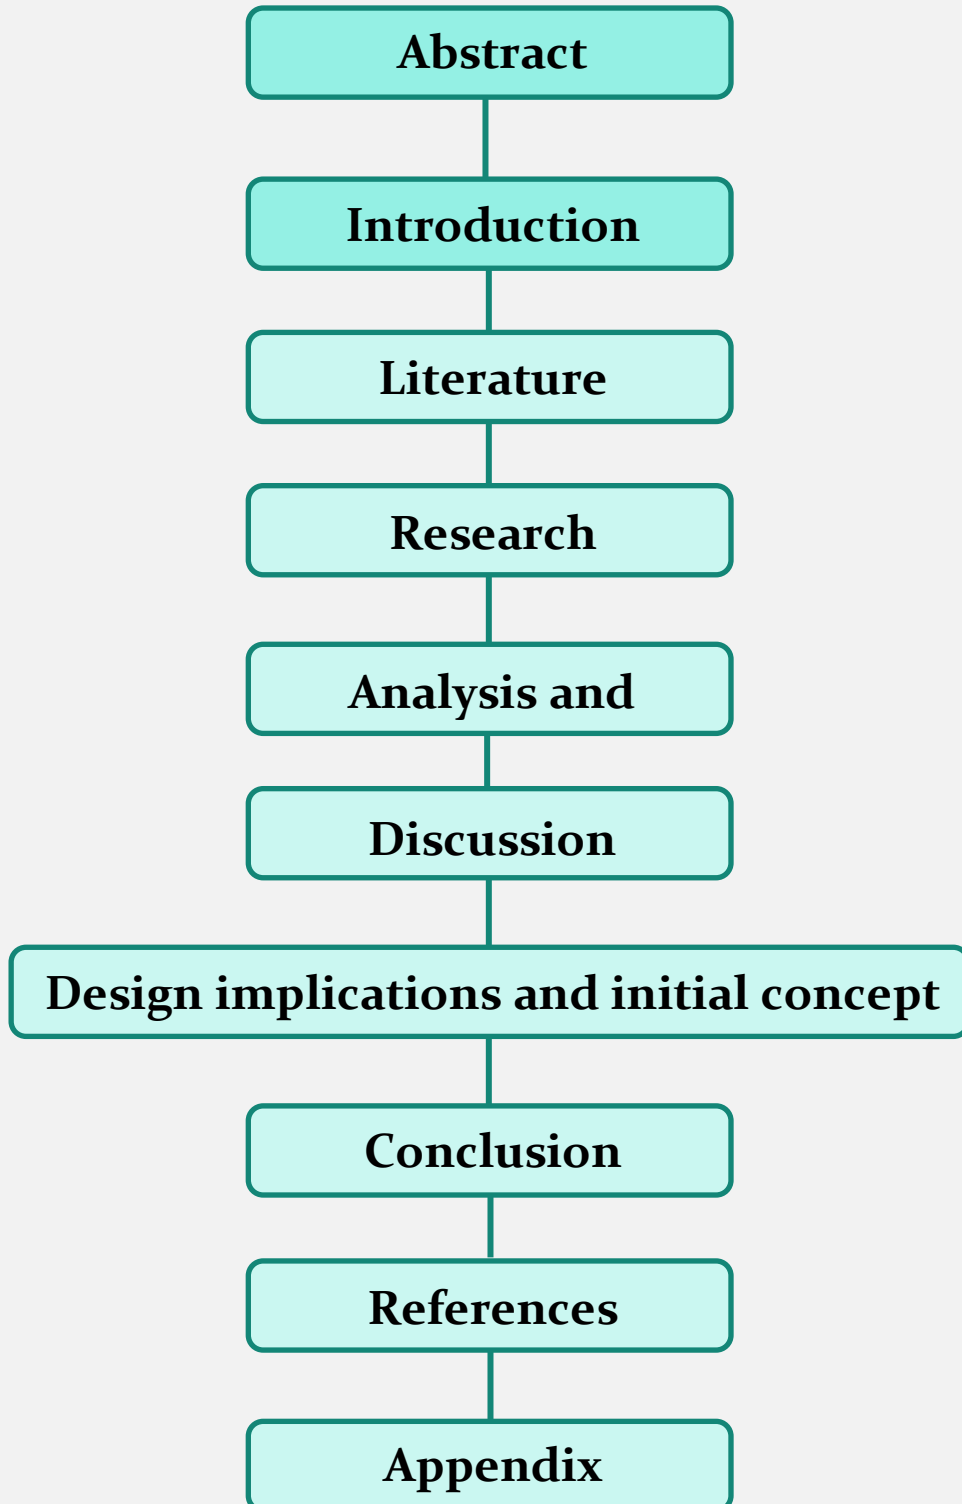 Abstract
Introduction
Literature
Research
Analysis and
Discussion
Design implications and initial concept
Conclusion
References
Appendix